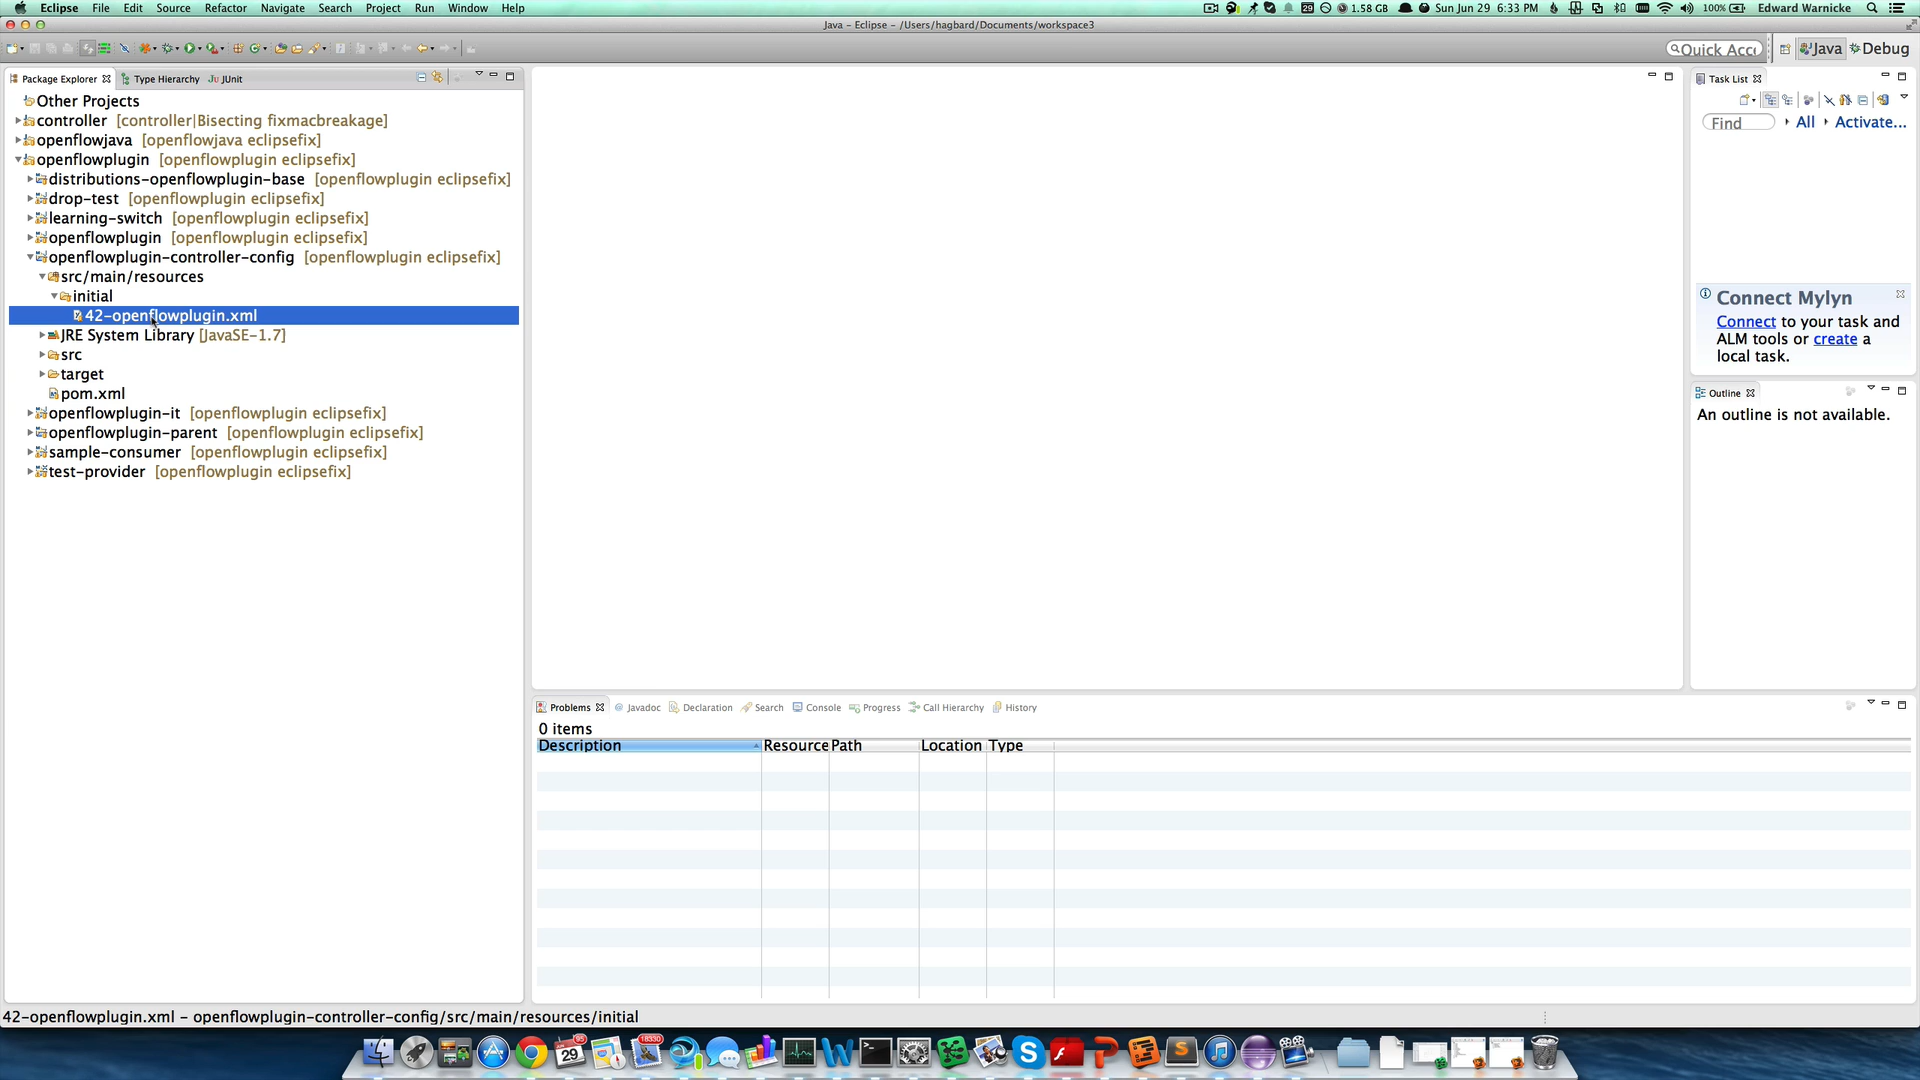 Eclipse File Edit Source Refactor Navigate Search Project Run Window Help 29 1.58 GB Sun Jun 29 6:33 PM 100% Edward Warnicke
Java – Eclipse – /Users/hagbard/Documents/workspace3
Quick Acce Java Debug
Package Explorer Type Hierarchy JUnit
Other Projects
controller [controller|Bisecting fixmacbreakage]
openflowjava [openflowjava eclipsefix]
openflowplugin [openflowplugin eclipsefix]
distributions-openflowplugin-base [openflowplugin eclipsefix]
drop-test [openflowplugin eclipsefix]
learning-switch [openflowplugin eclipsefix]
openflowplugin [openflowplugin eclipsefix]
openflowplugin-controller-config [openflowplugin eclipsefix]
src/main/resources
initial
42-openflowplugin.xml
JRE System Library [JavaSE-1.7]
src
target
pom.xml
openflowplugin-it [openflowplugin eclipsefix]
openflowplugin-parent [openflowplugin eclipsefix]
sample-consumer [openflowplugin eclipsefix]
test-provider [openflowplugin eclipsefix]
Task List
Find All Activate...
Connect Mylyn
Connect to your task and
ALM tools or create a
local task.
Outline
An outline is not available.
Problems Javadoc Declaration Search Console Progress Call Hierarchy History
0 items
Description Resource Path Location Type
42-openflowplugin.xml – openflowplugin-controller-config/src/main/resources/initial
95
29
18330